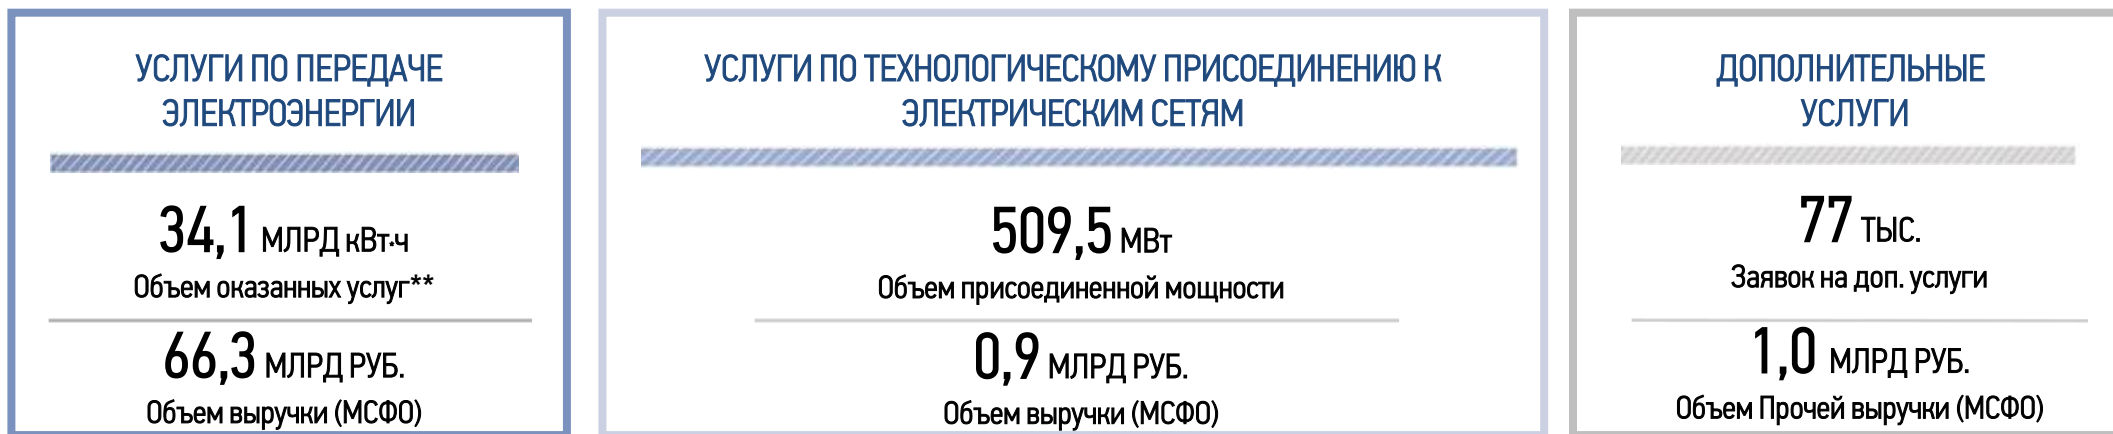 УСЛУГИ ПО ПЕРЕДАЧЕ
ЭЛЕКТРОЭНЕРГИИ
34,1 МЛРД кВт·ч
Объем оказанных услуг**
66,3 МЛРД РУБ.
Объем выручки (МСФО)
УСЛУГИ ПО ТЕХНОЛОГИЧЕСКОМУ ПРИСОЕДИНЕНИЮ К
ЭЛЕКТРИЧЕСКИМ СЕТЯМ
509,5 МВт
Объем присоединенной мощности
0,9 МЛРД РУБ.
Объем выручки (МСФО)
ДОПОЛНИТЕЛЬНЫЕ
УСЛУГИ
77 ТЫС.
Заявок на доп. услуги
1,0 МЛРД РУБ.
Объем Прочей выручки (МСФО)